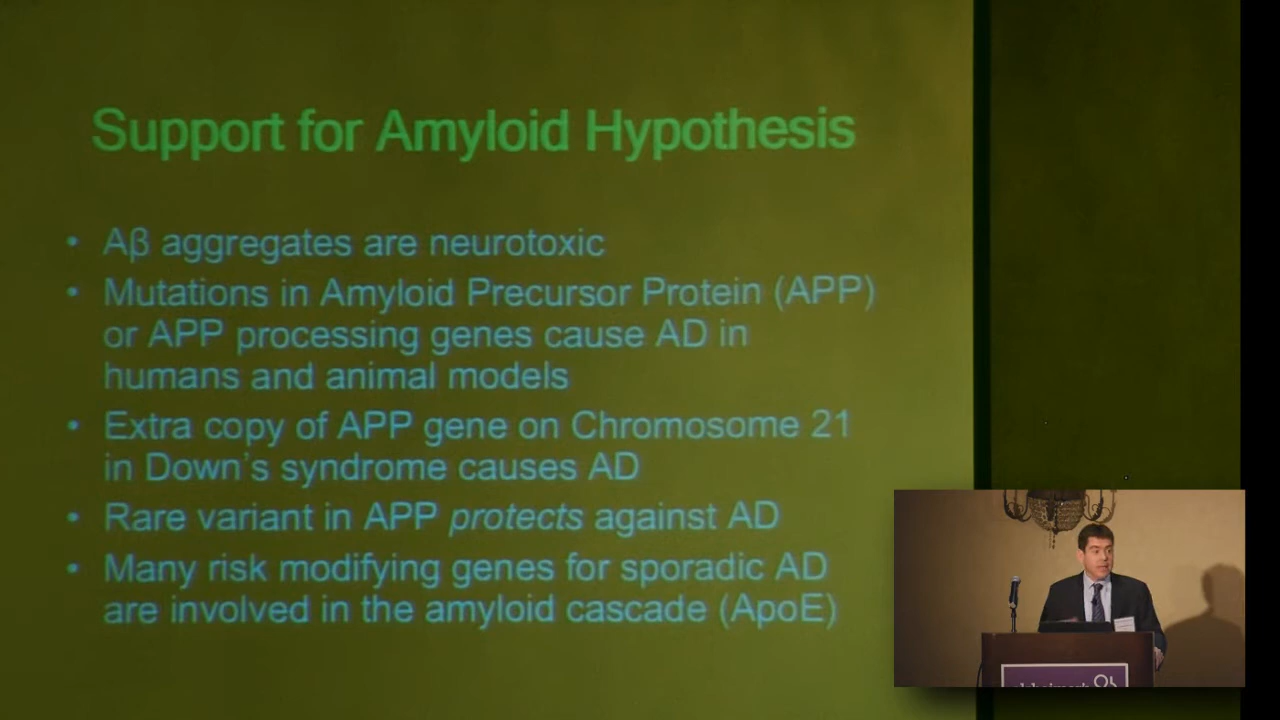 Support for Amyloid Hypothesis
• Aβ aggregates are neurotoxic
• Mutations in Amyloid Precursor Protein (APP)
or APP processing genes cause AD in
humans and animal models
• Extra copy of APP gene on Chromosome 21
in Down's syndrome causes AD
• Rare variant in APP protects against AD
• Many risk modifying genes for sporadic AD
are involved in the amyloid cascade (ApoE)